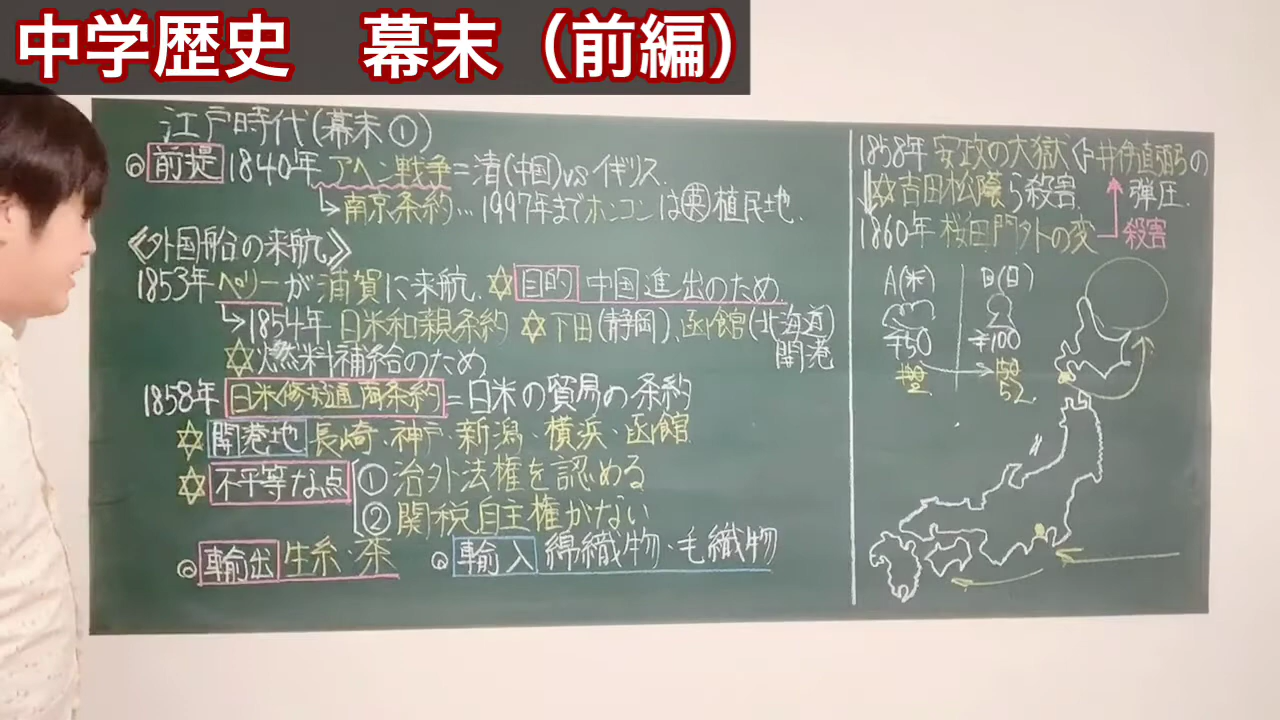 中学歴史 幕末（前編）
江戸時代(幕末①)
◎前提 1840年 アヘン戦争=清(中国)vsイギリス
↳南京条約…1997年までホンコンは㊤植民地.
《外国船の来航》
1853年 ペリーが浦賀に来航. ☆目的 中国進出のため
↳1854年 日米和親条約 ☆下田(静岡)、函館(北海道)
開港
☆燃料補給のため
1858年 日米修好通商条約=日米の貿易の条約
☆開港地 長崎・神戸・新潟・横浜・函館
☆不平等な点 ①治外法権を認める
②関税自主権がない
◎輸出 生糸・茶 ◎輸入 綿織物・毛織物
1858年 安政の大獄⇦井伊直弼の
☆吉田松陰ら殺害. 弾圧.
1860年 桜田門外の変 殺害
A(米) 日(日)
¥50 ¥100